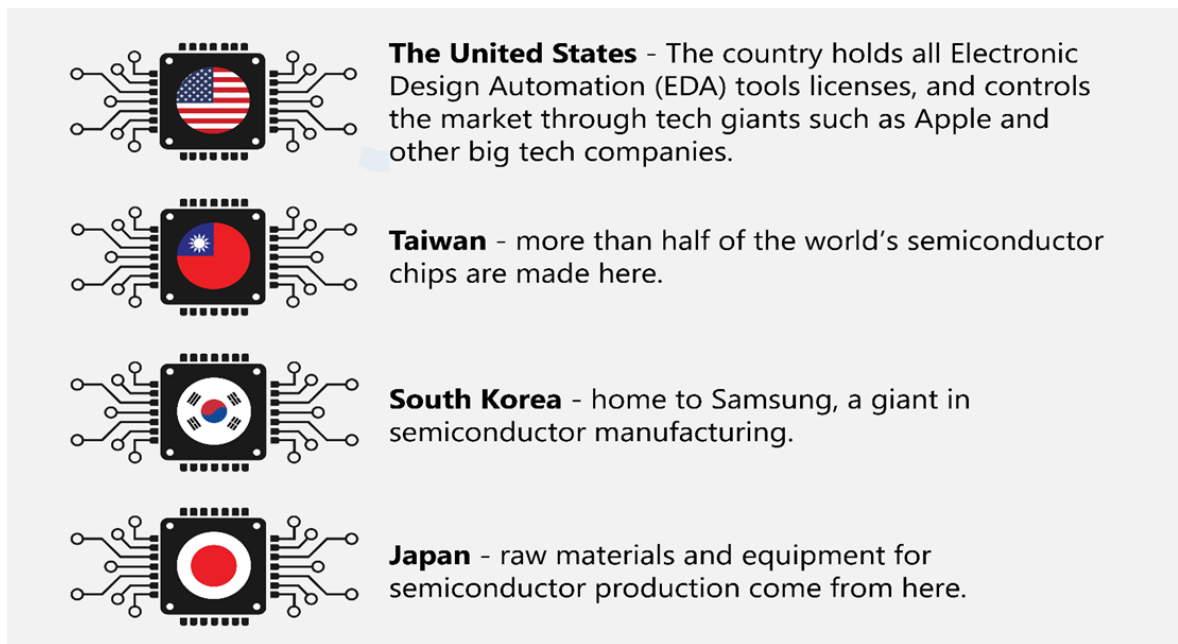 The United States - The country holds all Electronic
Design Automation (EDA) tools licenses, and controls
the market through tech giants such as Apple and
other big tech companies.
Taiwan - more than half of the world's semiconductor
chips are made here.
South Korea - home to Samsung, a giant in
semiconductor manufacturing.
Japan - raw materials and equipment for
semiconductor production come from here.